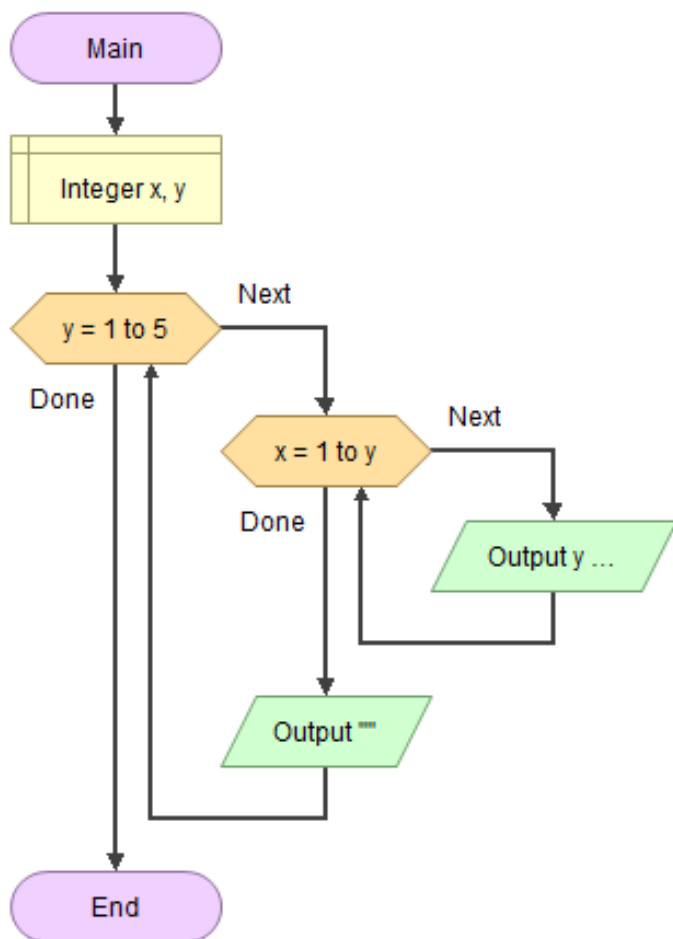 Main
Integer x, y
y = 1 to 5
Next
Done
x = 1 to y
Next
Done
Output y ...
Output ""
End